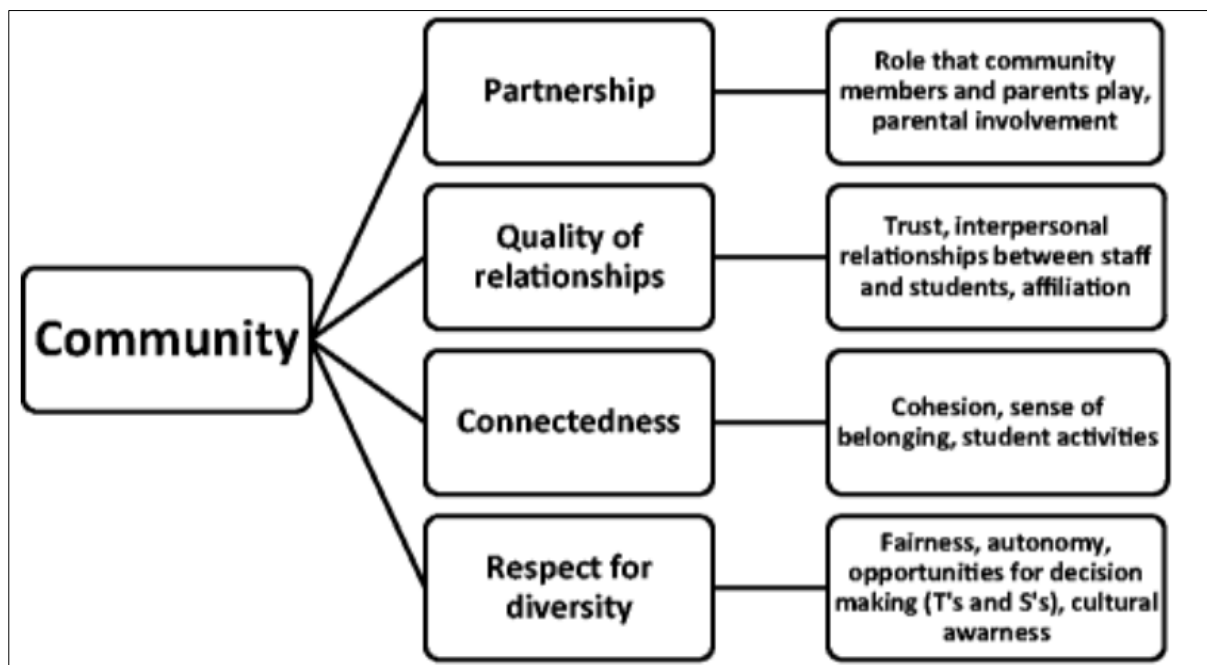 Community
Partnership
Role that community
members and parents play,
parental involvement
Quality of
relationships
Trust, interpersonal
relationships between staff
and students, affiliation
Connectedness
Cohesion, sense of
belonging, student activities
Respect for
diversity
Fairness, autonomy,
opportunities for decision
making (T's and S's), cultural
awarness